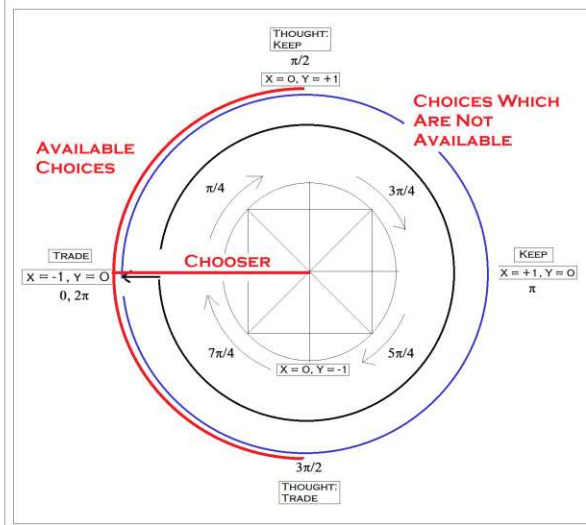 THOUGHT:
KEEP
π/2
X = 0, Y = +1
CHOICES WHICH
ARE NOT
AVAILABLE
AVAILABLE
CHOICES
π/4
3π/4
TRADE
X = -1, Y = 0
0, 2π
CHOOSER
KEEP
X = +1, Y = 0
π
7π/4
5π/4
X = 0, Y = -1
3π/2
THOUGHT:
TRADE